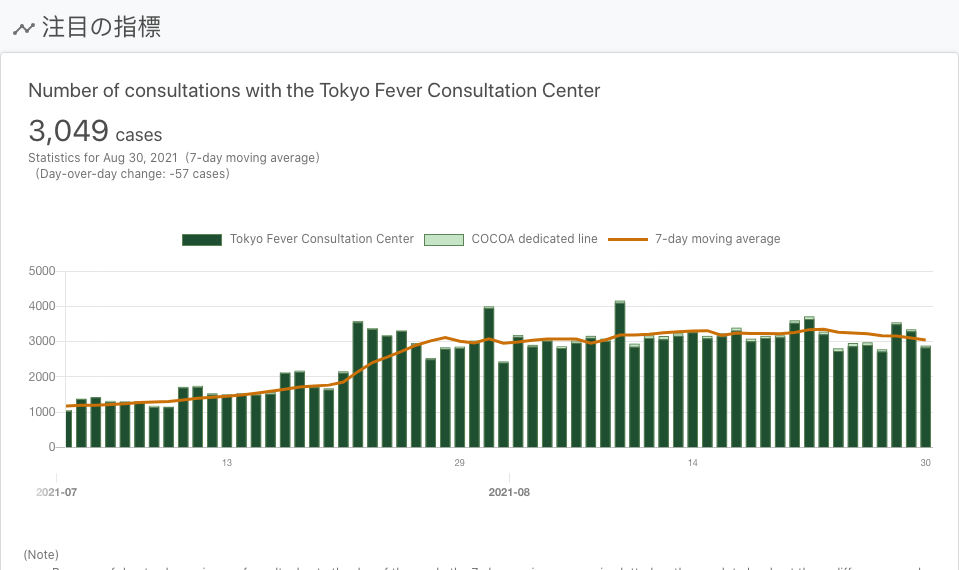 注目の指標
Number of consultations with the Tokyo Fever Consultation Center
3,049 cases
Statistics for Aug 30, 2021 (7-day moving average)
(Day-over-day change: -57 cases)
Tokyo Fever Consultation Center COCOA dedicated line 7-day moving average
5000
4000
3000
2000
1000
0
13 29 14 30
2021-07 2021-08
(Note)